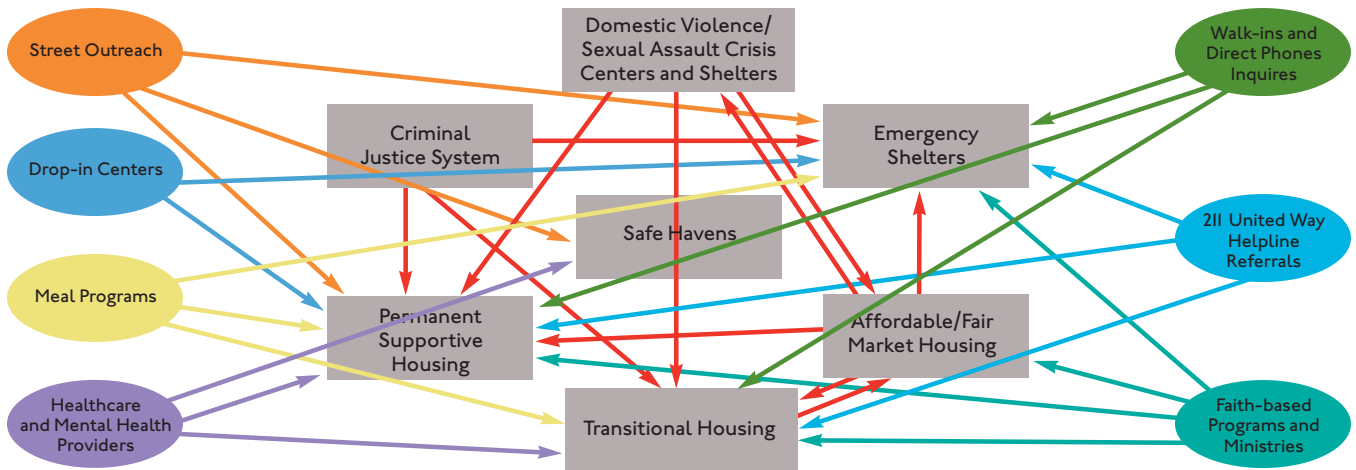 Street Outreach
Drop-in Centers
Meal Programs
Healthcare
and Mental Health
Providers
Domestic Violence/
Sexual Assault Crisis
Centers and Shelters
Criminal
Justice System
Emergency
Shelters
Safe Havens
Permanent
Supportive
Housing
Affordable/Fair
Market Housing
Transitional Housing
Walk-ins and
Direct Phones
Inquires
211 United Way
Helpline
Referrals
Faith-based
Programs and
Ministries